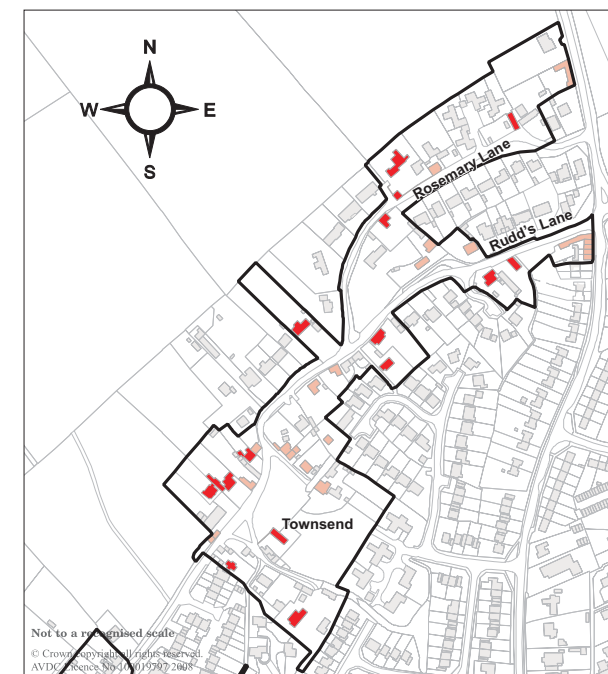 N
W E
S
Rosemary Lane
Rudd's Lane
Townsend
Not to a recognised scale
© Crown copyright all rights reserved.
AVDC Licence No 100019797 2008